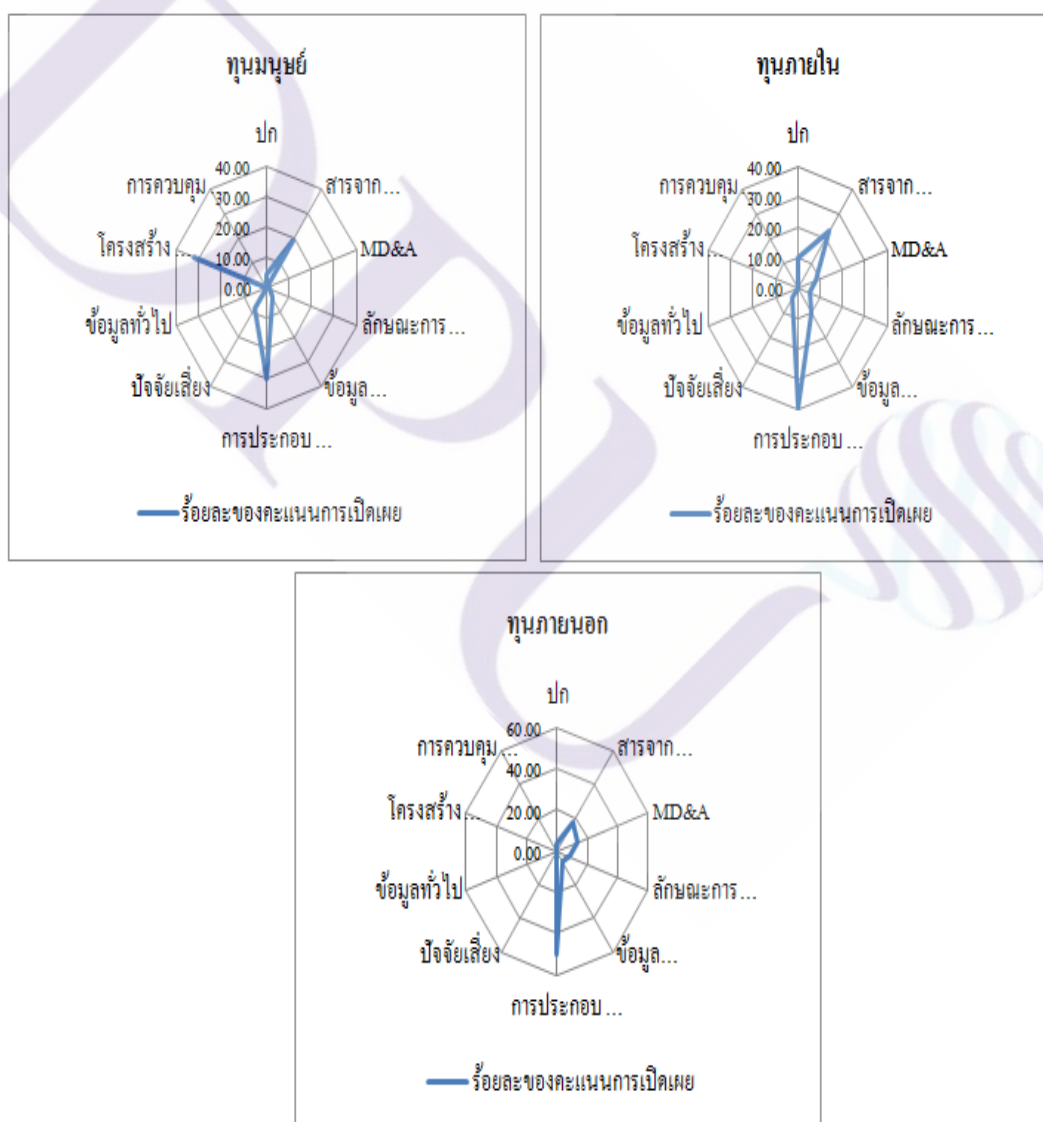 ทุนมนุษย์
ปก
สารจาก...
MD&A
ลักษณะการ...
ข้อมูล...
การประกอบ ...
ปัจจัยเสี่ยง
ข้อมูลทั่วไป
โครงสร้าง ...
การควบคุม
40.00
30.00
20.00
10.00
0.00
ร้อยละของคะแนนการเปิดเผย
ทุนภายใน
ปก
สารจาก...
MD&A
ลักษณะการ...
ข้อมูล...
การประกอบ ...
ปัจจัยเสี่ยง
ข้อมูลทั่วไป
โครงสร้าง ...
การควบคุม
40.00
30.00
20.00
10.00
0.00
ร้อยละของคะแนนการเปิดเผย
ทุนภายนอก
ปก
สารจาก...
MD&A
ลักษณะการ...
ข้อมูล...
การประกอบ ...
ปัจจัยเสี่ยง
ข้อมูลทั่วไป
โครงสร้าง ...
การควบคุม ...
60.00
40.00
20.00
0.00
ร้อยละของคะแนนการเปิดเผย
DPU